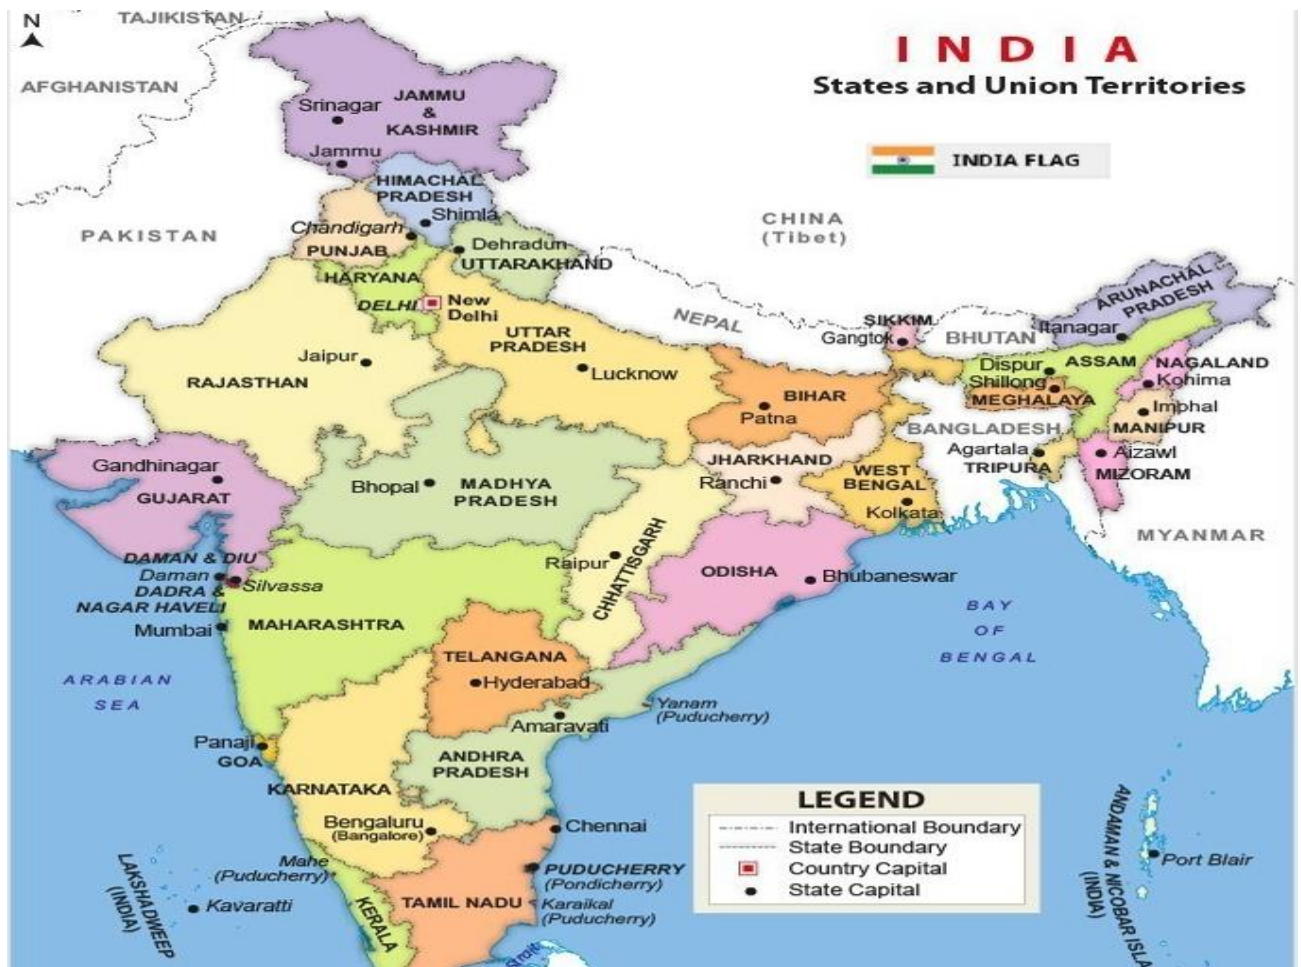 N
TAJIKISTAN
INDIA
States and Union Territories
AFGHANISTAN
JAMMU
&
KASHMIR
Srinagar
Jammu
INDIA FLAG
HIMACHAL
PRADESH
Shimla
PAKISTAN
Chandigarh
PUNJAB
CHINA
(Tibet)
Dehradun
UTTARAKHAND
HARYANA
DELHI
New
Delhi
ARUNACHAL
PRADESH
NEPAL
SIKKIM
Gangtok
BHUTAN
Itanagar
UTTAR
PRADESH
Jaipur
RAJASTHAN
Lucknow
Dispur
ASSAM
NAGALAND
Shillong
Kohima
MEGHALAYA
BIHAR
Patna
Imphal
MANIPUR
BANGLADESH
Agartala
TRIPURA
Aizawl
MIZORAM
Gandhinagar
GUJARAT
Bhopal
MADHYA
PRADESH
JHARKHAND
Ranchi
WEST
BENGAL
Kolkata
MYANMAR
DAMAN & DIU
Daman
Silvassa
DADRA &
NAGAR HAVELI
Mumbai
MAHARASHTRA
Raipur
CHHATTISGARH
ODISHA
Bhubaneswar
BAY
OF
BENGAL
ARABIAN
SEA
TELANGANA
Hyderabad
Yanam
(Puducherry)
Amaravati
Panaji
GOA
ANDHRA
PRADESH
KARNATAKA
Bengaluru
(Bangalore)
Chennai
LEGEND
International Boundary
State Boundary
Country Capital
State Capital
Mahe
(Puducherry)
PUDUCHERRY
(Pondicherry)
Karaikal
(Puducherry)
TAMIL NADU
KERALA
LAKSHADWEEP
(INDIA)
Kavaratti
ANDAMAN & NICOBAR ISLA
(INDIA)
Port Blair
Strait